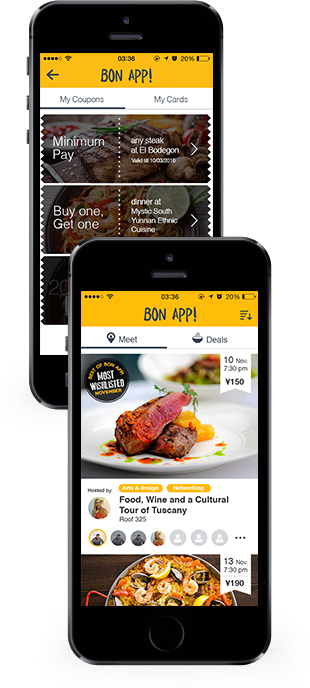 03:36
20%
BON APP!
My Coupons
My Cards
Minimum
Pay
any steak
at El Bodegon
Valid til 10/03/2016
Buy one,
Get one
dinner at
Mystic South
Yunnan Ethnic
Cuisine
20
03:36
20%
BON APP!
Meet
Deals
BEST OF BON APP!
MOST
WISHLISTED
NOVEMBER
10 Nov.
7:30 pm
¥150
Hosted by
Arts & design
Networking
Food, Wine and a Cultural
Tour of Tuscany
Roof 325
13 Nov.
7:30 pm
¥190